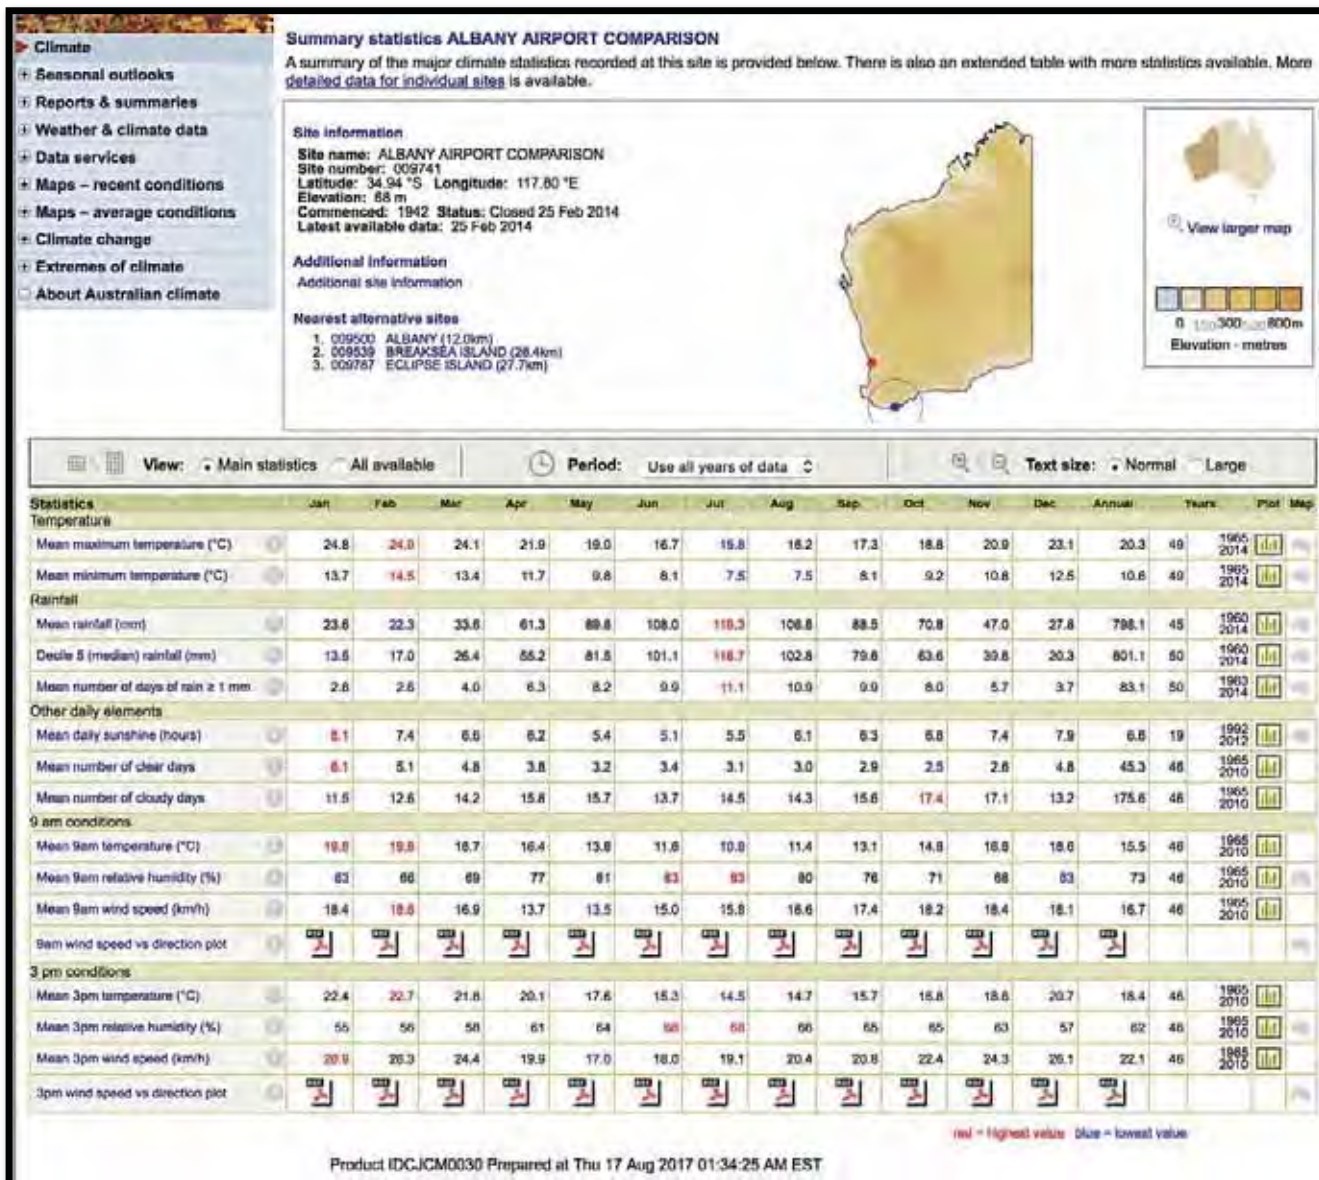 Climate
Seasonal outlooks
Reports & summaries
Weather & climate data
Data services
Maps – recent conditions
Maps – average conditions
Climate change
Extremes of climate
About Australian climate
Summary statistics ALBANY AIRPORT COMPARISON
A summary of the major climate statistics recorded at this site is provided below. There is also an extended table with more statistics available. More
detailed data for individual sites is available.
Site information
Site name: ALBANY AIRPORT COMPARISON
Site number: 009741
Latitude: 34.94 °S Longitude: 117.80 °E
Elevation: 68 m
Commenced: 1942 Status: Closed 25 Feb 2014
Latest available data: 25 Feb 2014
Additional information
Additional site information
Nearest alternative sites
1. 009500 ALBANY (12.0km)
2. 009539 BREAKSEA ISLAND (26.4km)
3. 009787 ECLIPSE ISLAND (27.7km)
View larger map
0 300 800m
Elevation - metres
View: Main statistics All available Period: Use all years of data Text size: Normal Large
Statistics Jan Feb Mar Apr May Jun Jul Aug Sep Oct Nov Dec Annual Years Plot Map
Temperature
Mean maximum temperature (°C) 24.8 24.9 24.1 21.9 19.0 16.7 15.8 16.2 17.3 18.8 20.9 23.1 20.3 49 1965 2014
Mean minimum temperature (°C) 13.7 14.5 13.4 11.7 9.8 8.1 7.5 7.5 8.1 9.2 10.8 12.5 10.6 49 1965 2014
Rainfall
Mean rainfall (mm) 23.6 22.3 33.6 61.3 89.8 108.0 106.8 88.5 70.8 47.0 27.8 798.1 45 1960 2014
Decile 5 (median) rainfall (mm) 17.0 26.4 55.2 81.5 101.1 116.7 102.8 79.6 63.6 39.8 20.3 801.1 50 1960 2014
Mean number of days of rain ≥ 1 mm 2.6 2.6 4.0 6.3 8.2 9.9 11.1 10.9 9.9 8.0 5.7 3.7 83.1 50 2014
Other daily elements
Mean daily sunshine (hours) 8.1 7.4 6.6 6.2 5.4 5.1 5.5 6.1 6.3 6.8 7.4 7.9 6.6 19 1992 2012
Mean number of clear days 6.1 5.1 4.8 3.8 3.2 3.4 3.1 3.0 2.9 2.5 2.6 4.8 45.3 46 1965 2010
Mean number of cloudy days 11.5 12.6 14.2 15.8 15.7 13.7 14.5 14.3 15.6 17.4 17.1 13.2 175.6 46 1965 2010
9 am conditions
Mean 9am temperature (°C) 19.8 18.7 16.4 13.8 11.6 10.8 11.4 13.1 14.8 16.8 18.6 15.5 46 1965 2010
Mean 9am relative humidity (%) 63 66 69 77 81 83 83 80 76 71 68 73 46 1965 2010
Mean 9am wind speed (km/h) 18.4 18.6 16.9 13.7 13.5 15.0 15.8 16.6 17.4 18.2 18.4 18.1 16.7 46 1965 2010
9am wind speed vs direction plot
3 pm conditions
Mean 3pm temperature (°C) 22.4 22.7 21.8 20.1 17.6 15.3 14.5 14.7 15.7 16.8 18.6 20.7 18.4 46 1965 2010
Mean 3pm relative humidity (%) 55 56 58 61 64 68 68 66 65 65 63 57 62 46 1965 2010
Mean 3pm wind speed (km/h) 26.3 24.4 19.9 17.0 18.0 19.1 20.4 20.8 22.4 24.3 26.1 22.1 46 1965 2010
3pm wind speed vs direction plot
red = highest value blue = lowest value
Product IDCJCM0030 Prepared at Thu 17 Aug 2017 01:34:25 AM EST